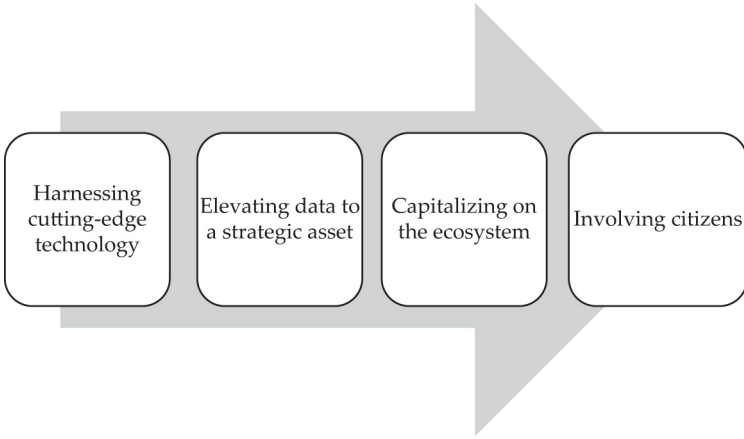 Harnessing
cutting-edge
technology
Elevating data to
a strategic asset
Capitalizing on
the ecosystem
Involving citizens